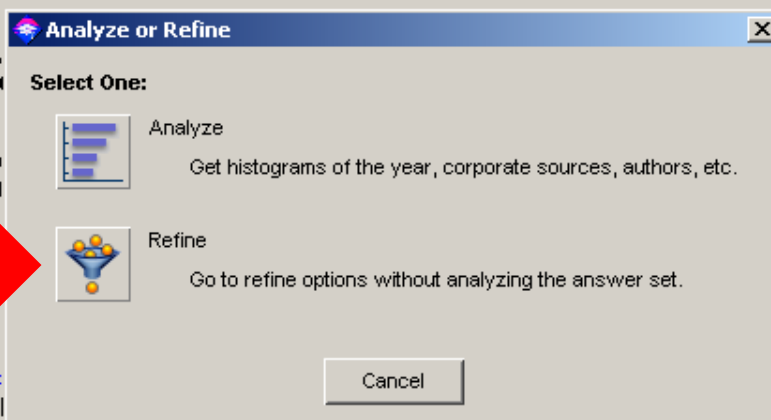 Analyze or Refine
Select One:
Analyze
Get histograms of the year, corporate sources, authors, etc.
Refine
Go to refine options without analyzing the answer set.
Cancel